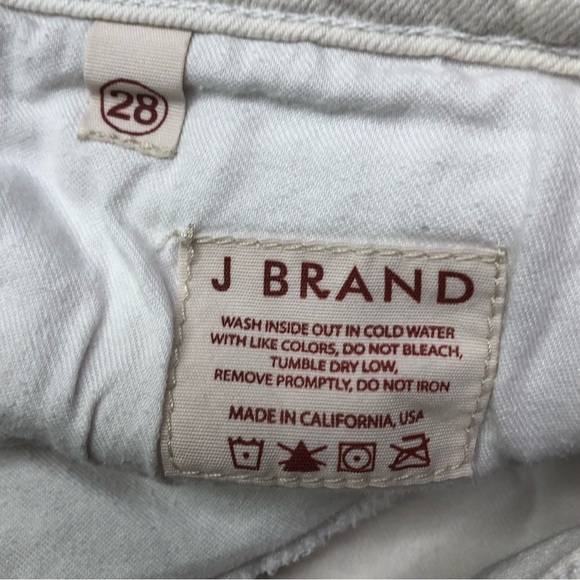 28
J BRAND
WASH INSIDE OUT IN COLD WATER
WITH LIKE COLORS, DO NOT BLEACH,
TUMBLE DRY LOW,
REMOVE PROMPTLY, DO NOT IRON
MADE IN CALIFORNIA, USA